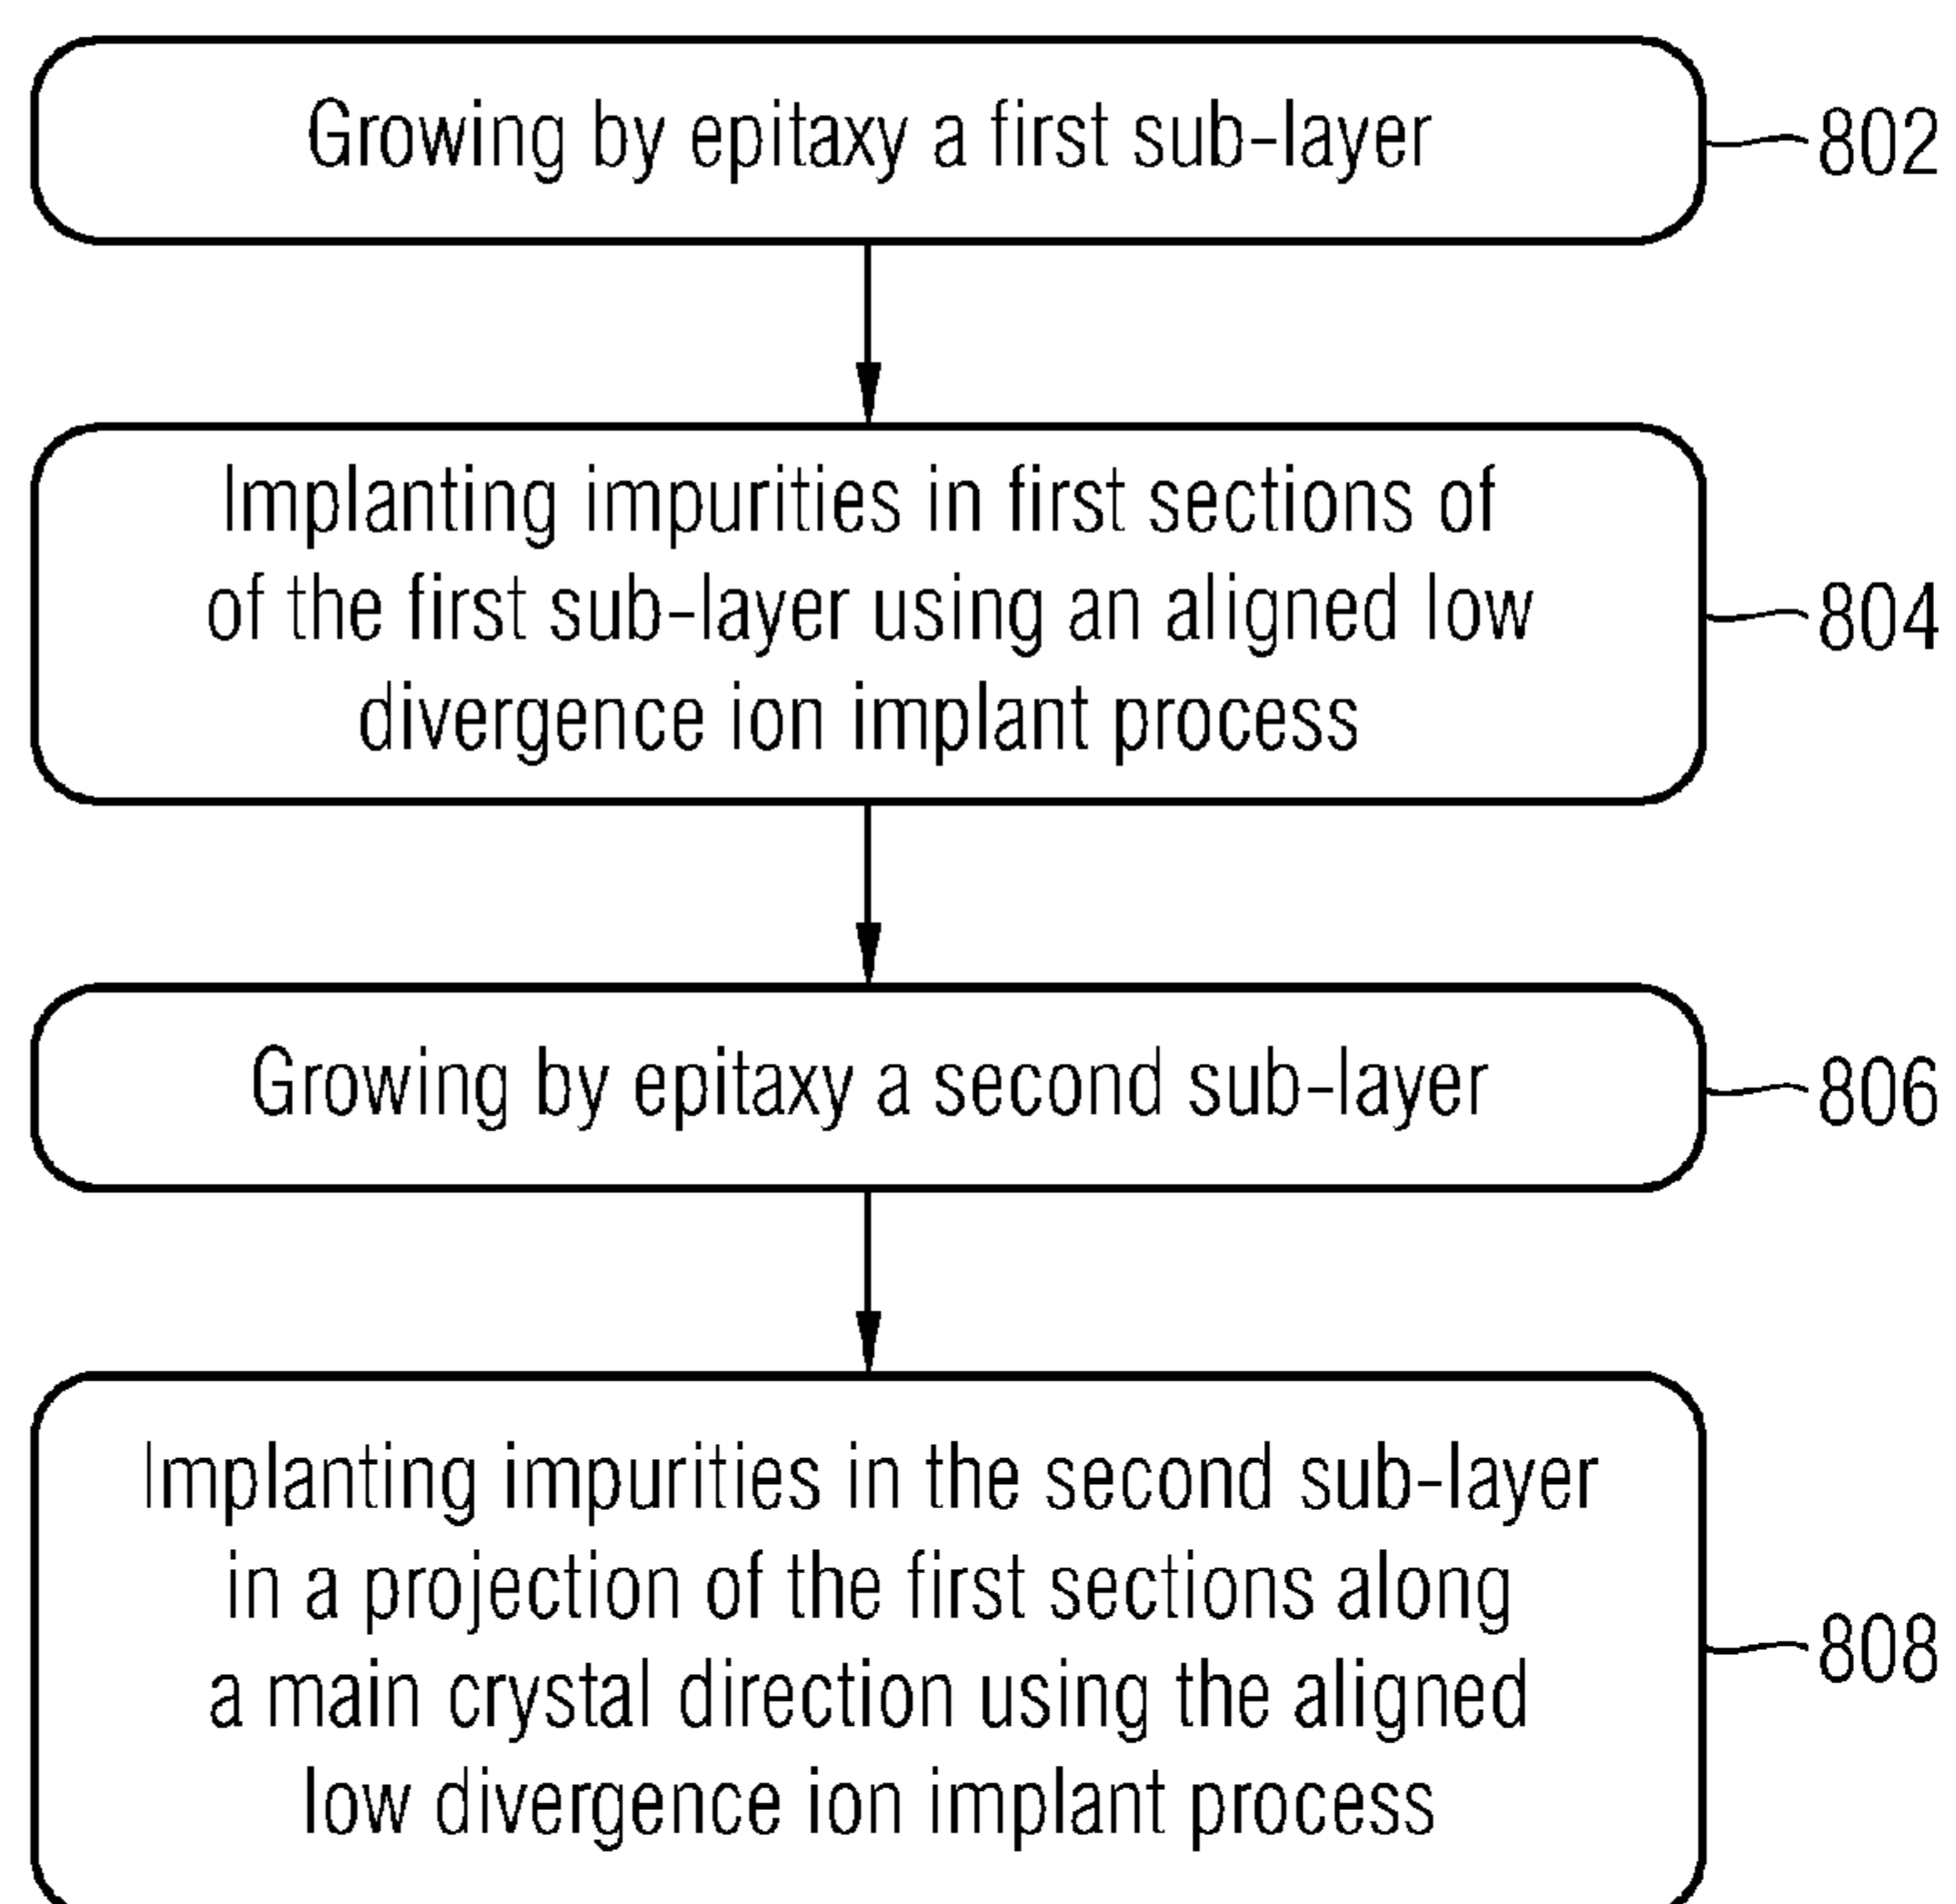 Growing by epitaxy a first sub-layer
802
Implanting impurities in first sections of
of the first sub-layer using an aligned low
divergence ion implant process
804
Growing by epitaxy a second sub-layer
806
Implanting impurities in the second sub-layer
in a projection of the first sections along
a main crystal direction using the aligned
low divergence ion implant process
808